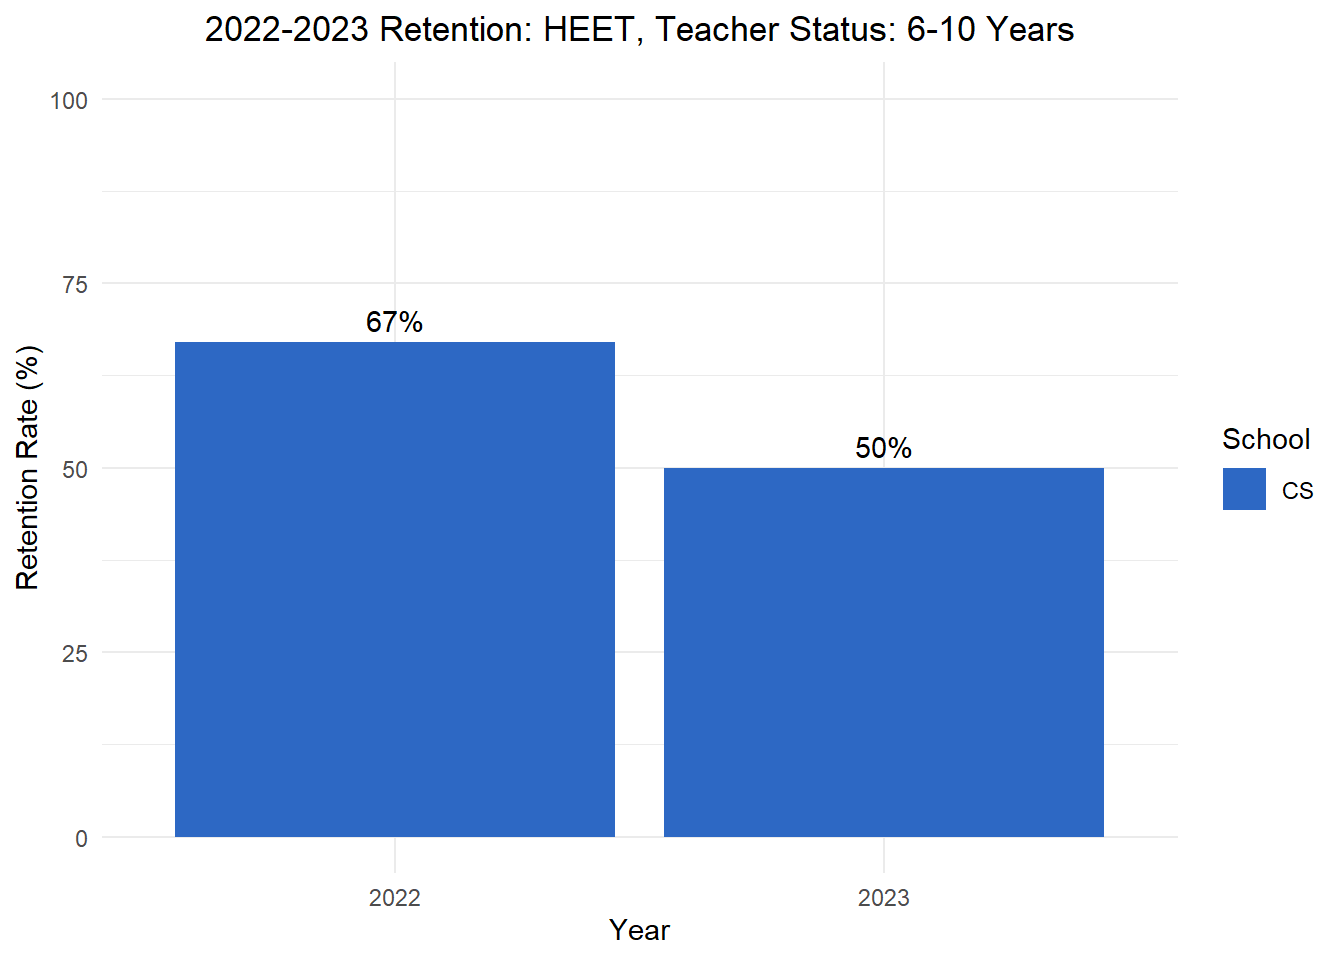 2022-2023 Retention: HEET, Teacher Status: 6-10 Years
Retention Rate (%)
100
75
50
25
0
67%
50%
2022
2023
Year
School
CS